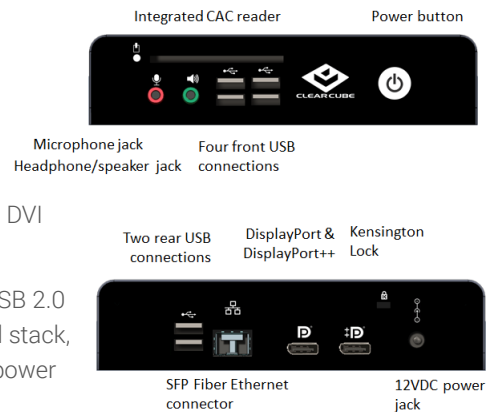 Integrated CAC reader
Power button
CLEARCUBE
Microphone jack
Headphone/speaker jack
Four front USB
connections
DVI
SB 2.0
l stack,
power
Two rear USB
connections
DisplayPort &
DisplayPort++
Kensington
Lock
SFP Fiber Ethernet
connector
12VDC power
jack